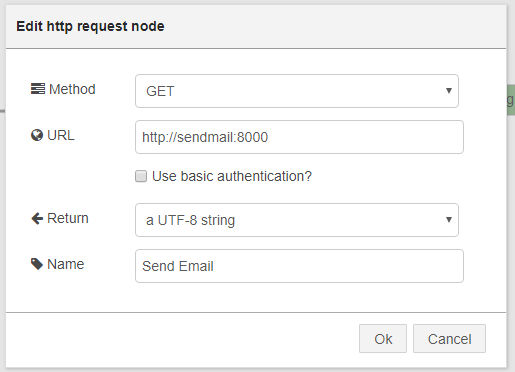 Edit http request node
Method GET
URL http://sendmail:8000
Use basic authentication?
Return a UTF-8 string
Name Send Email
Ok Cancel
g